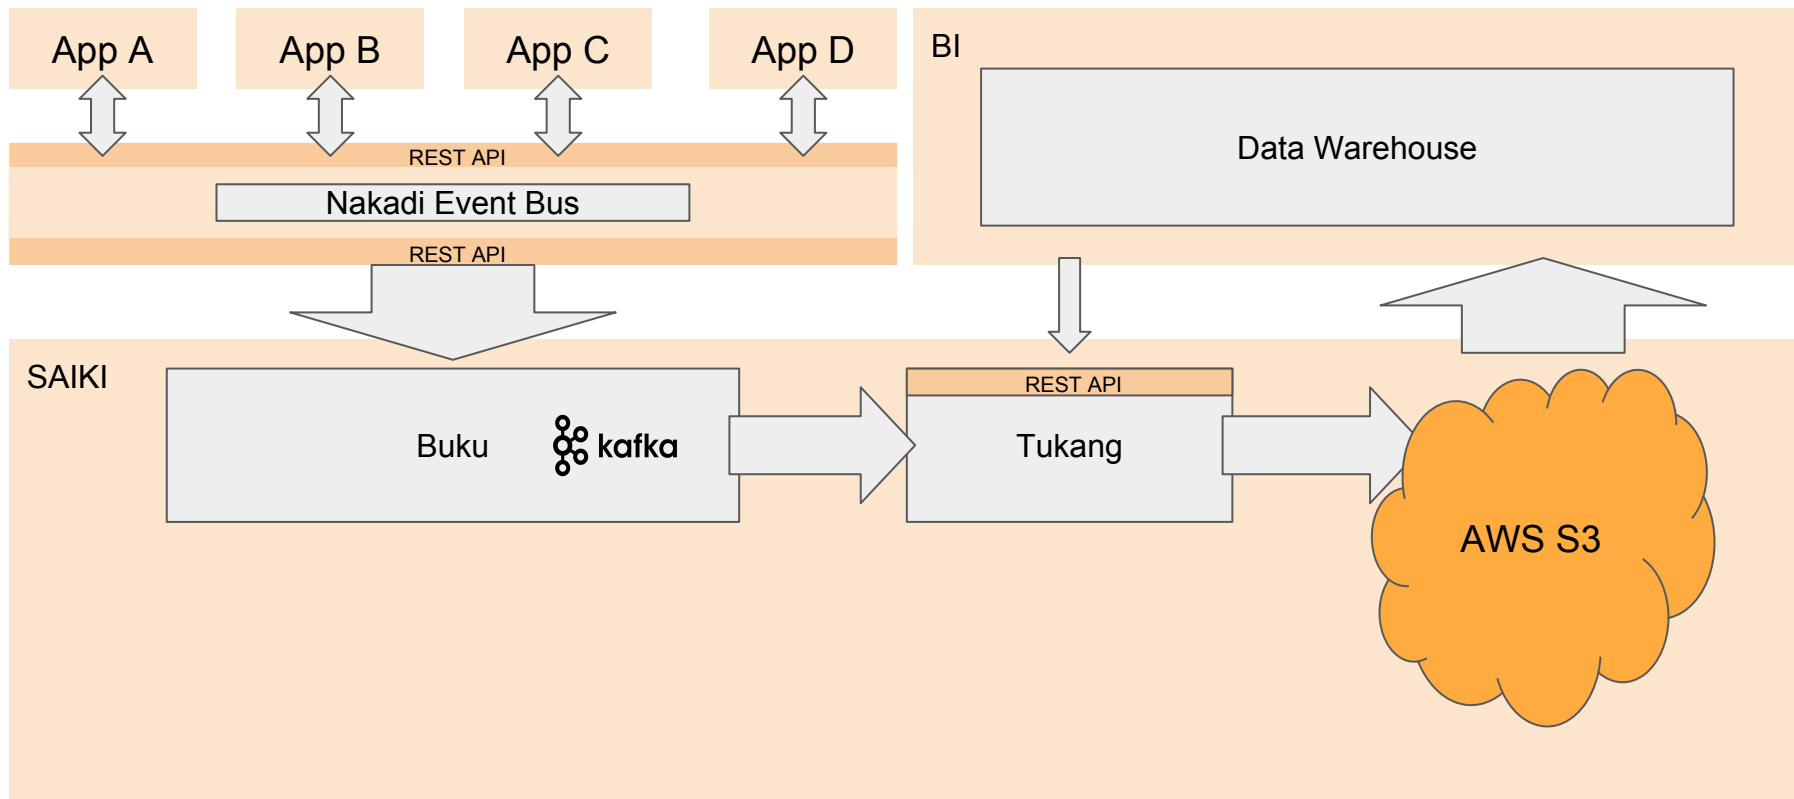 App A
App B
App C
App D
REST API
Nakadi Event Bus
REST API
BI
Data Warehouse
SAIKI
Buku
kafka
REST API
Tukang
AWS S3